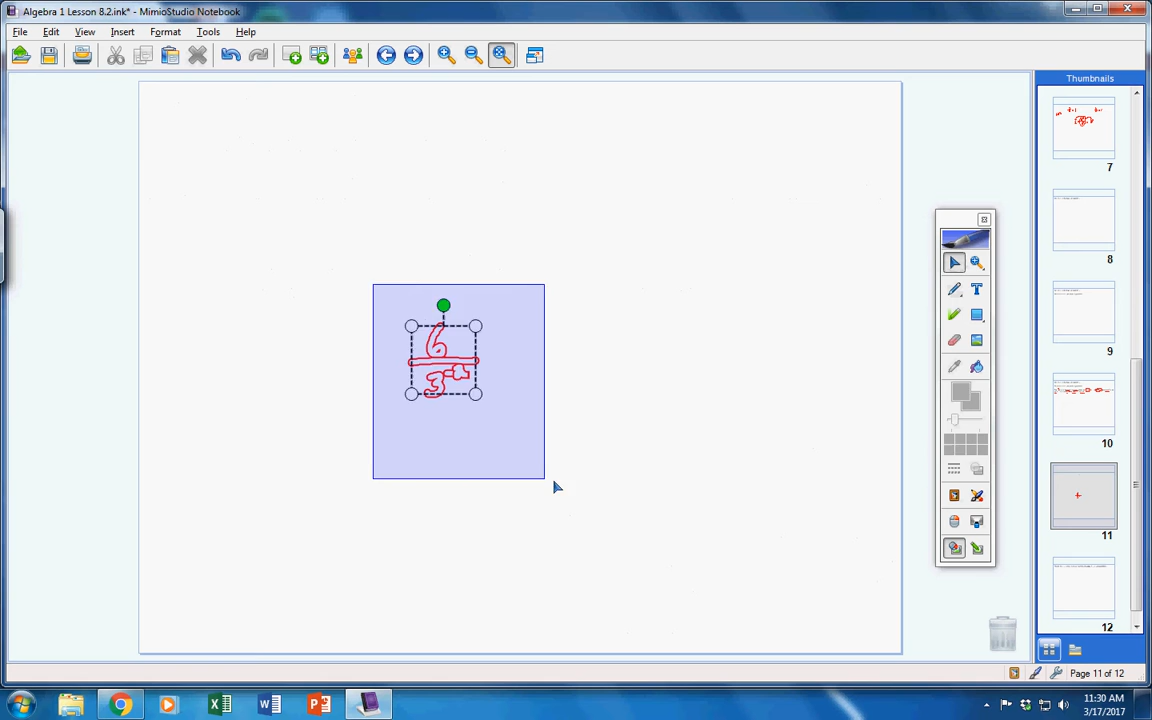 Algebra 1 Lesson 8.2.ink* - MimioStudio Notebook
File Edit View Insert Format Tools Help
Thumbnails
7
8
9
10
11
12
6
3
Page 11 of 12
11:30 AM
3/17/2017